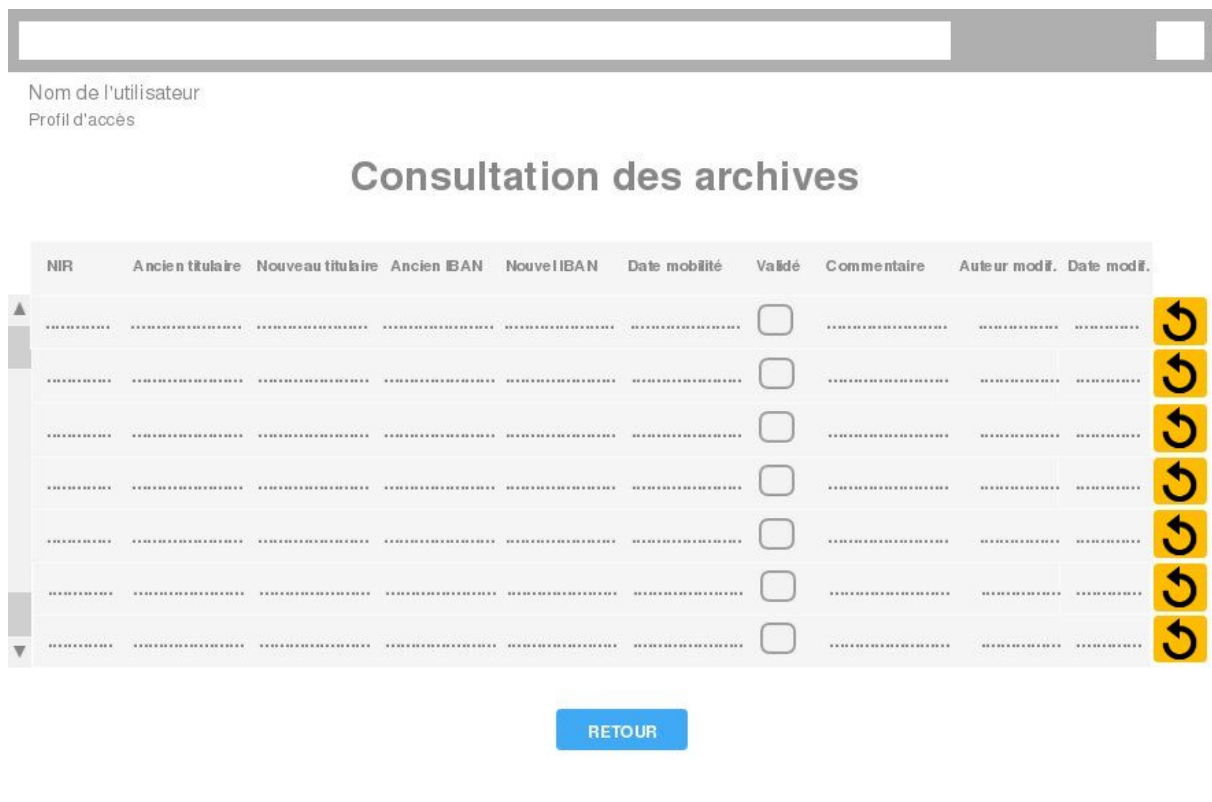 Nom de l'utilisateur
Profil d'accès
Consultation des archives
NIR Ancien titulaire Nouveau titulaire Ancien IBAN Nouvel IBAN Date mobilité Validé Commentaire Auteur modif. Date modif.
............. ...................... ...................... ...................... ...................... ...................... ........................ ................ .............
............. ...................... ...................... ...................... ...................... ...................... ........................ ................ .............
............. ...................... ...................... ...................... ...................... ...................... ........................ ................ .............
............. ...................... ...................... ...................... ...................... ...................... ........................ ................ .............
............. ...................... ...................... ...................... ...................... ...................... ........................ ................ .............
............. ...................... ...................... ...................... ...................... ...................... ........................ ................ .............
............. ...................... ...................... ...................... ...................... ...................... ........................ ................ .............
RETOUR